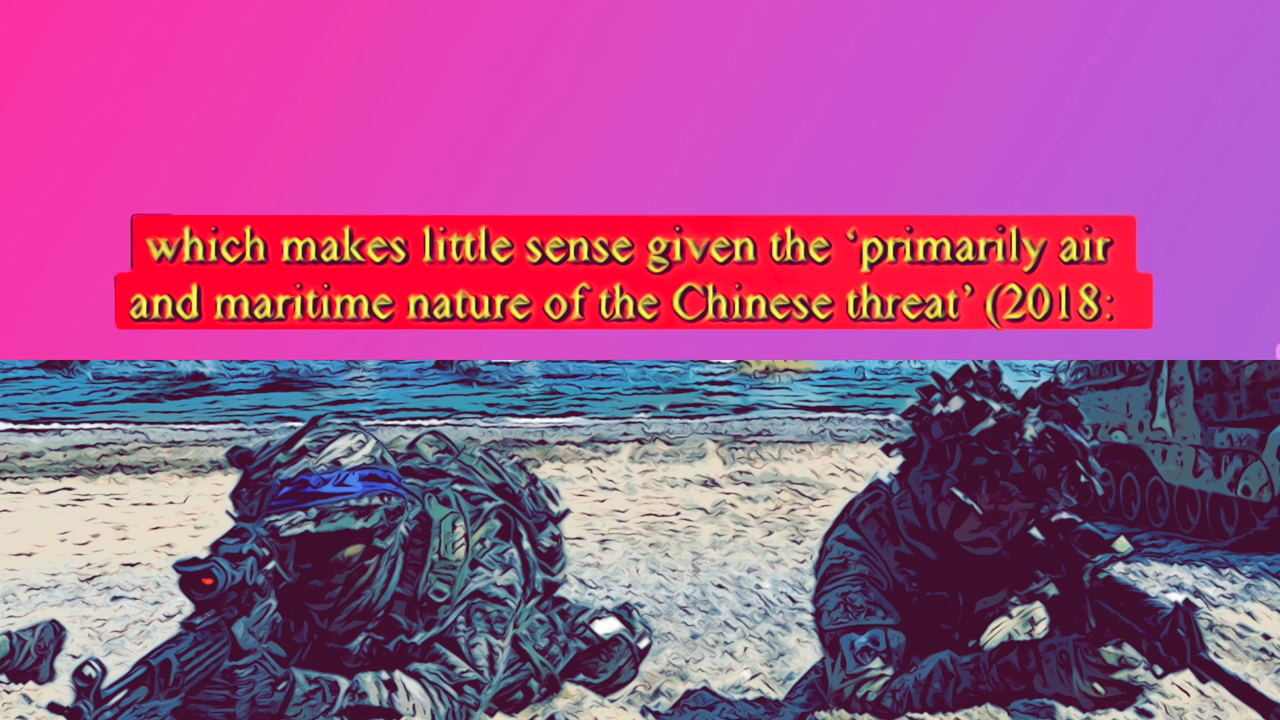 which makes little sense given the ‘primarily air
and maritime nature of the Chinese threat’ (2018: